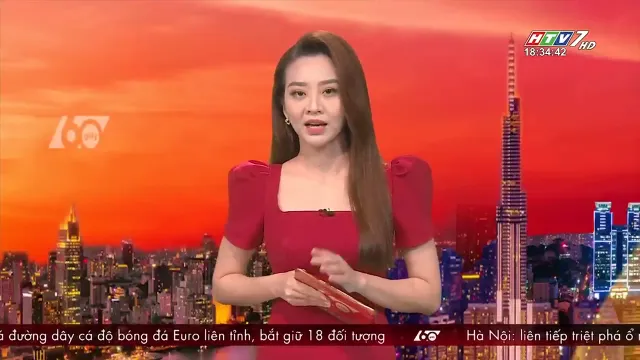 HTV7 HD
18:34:42
60 giây
á đường dây cá độ bóng đá Euro liên tỉnh, bắt giữ 18 đối tượng 60 Hà Nội: liên tiếp triệt phá ổ